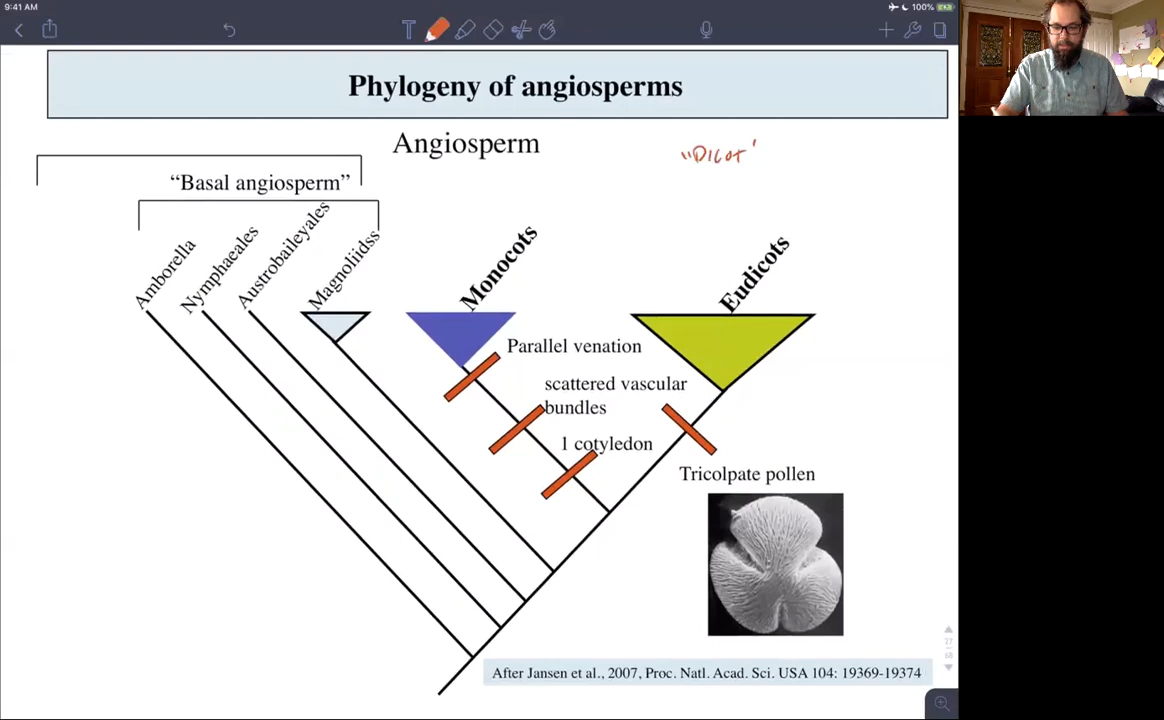 9:41 AM
100%
T
Phylogeny of angiosperms
Angiosperm
"Dicot'
“Basal angiosperm”
Amborella
Nymphaeales
Austrobaileyales
Magnoliidss
Monocots
Eudicots
Parallel venation
scattered vascular
bundles
1 cotyledon
Tricolpate pollen
After Jansen et al., 2007, Proc. Natl. Acad. Sci. USA 104: 19369-19374
27
68